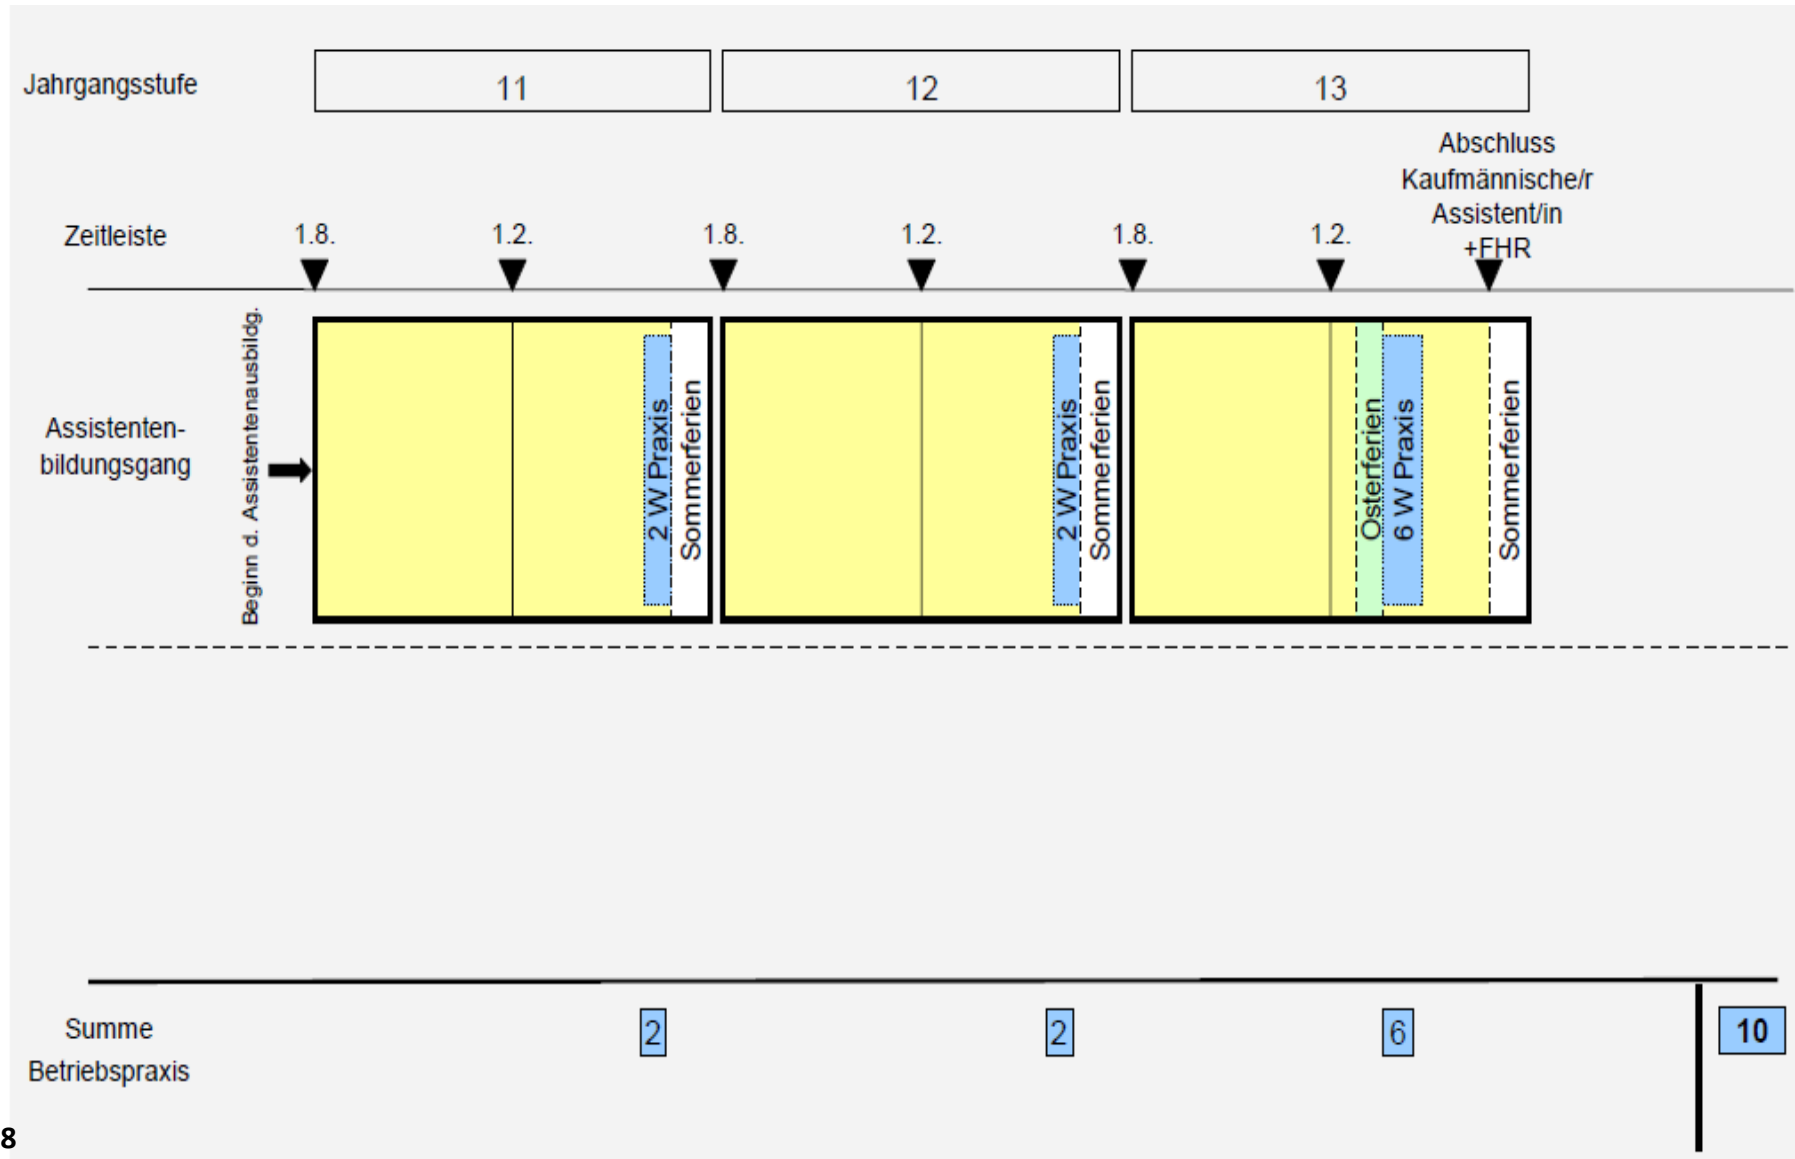 Jahrgangsstufe
11
12
13
Abschluss
Kaufmännische/r
Assistent/in
+FHR
Zeitleiste
1.8.
1.2.
1.8.
1.2.
1.8.
1.2.
Assistenten-
bildungsgang
Beginn d. Assistentenausbildg.
2 W Praxis
Sommerferien
2 W Praxis
Sommerferien
Osterferien
6 W Praxis
Sommerferien
Summe
Betriebspraxis
2
2
6
10
8